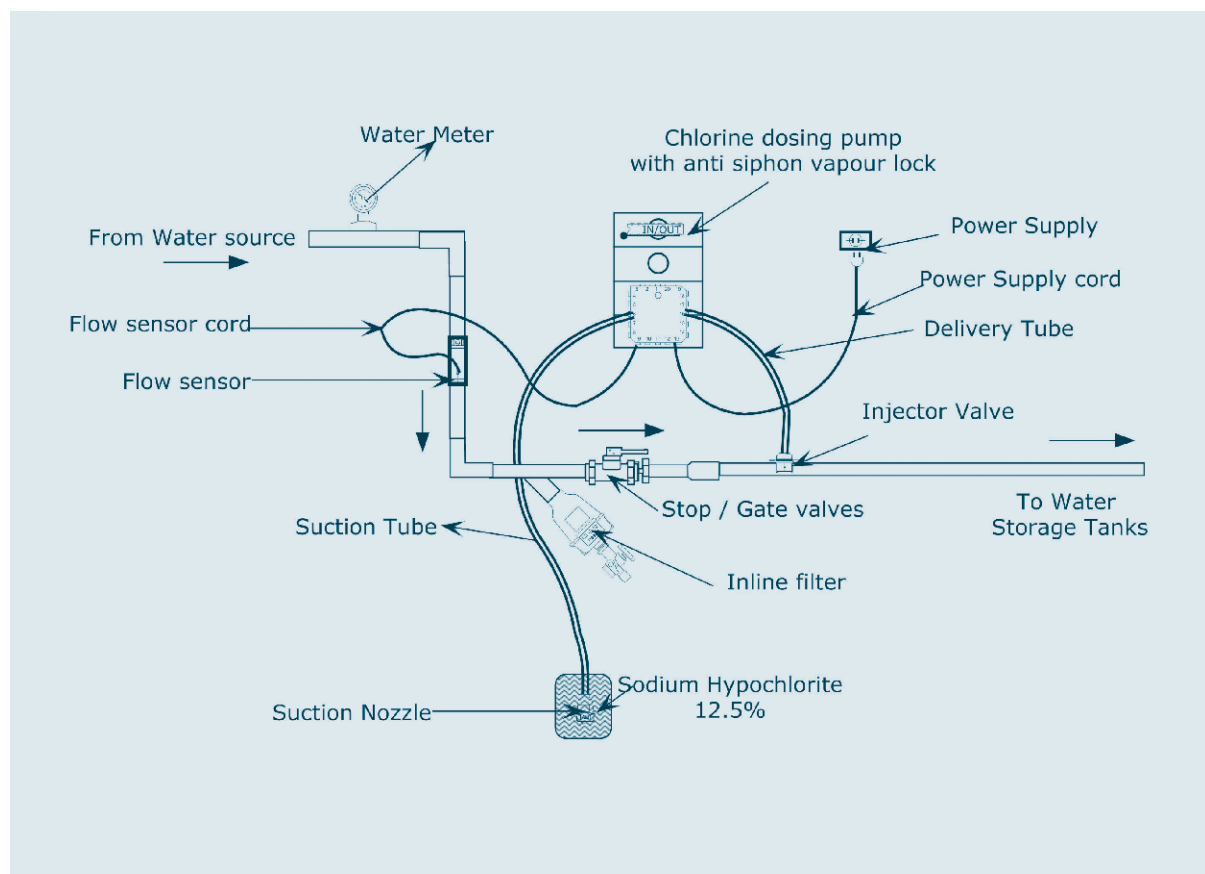 Water Meter
Chlorine dosing pump
with anti siphon vapour lock
From Water source
IN/OUT
Power Supply
Power Supply cord
Flow sensor cord
Delivery Tube
Flow sensor
Injector Valve
Stop / Gate valves
To Water
Storage Tanks
Suction Tube
Inline filter
Sodium Hypochlorite
12.5%
Suction Nozzle